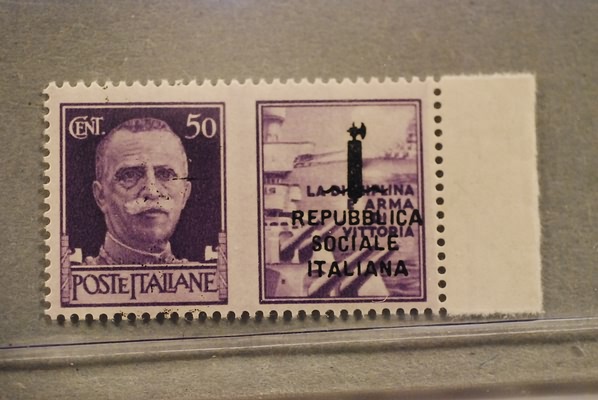 CENT. 50
POSTE ITALIANE
LA DISCIPLINA
ARMA
VITTORIA
REPUBBLICA
SOCIALE
ITALIANA